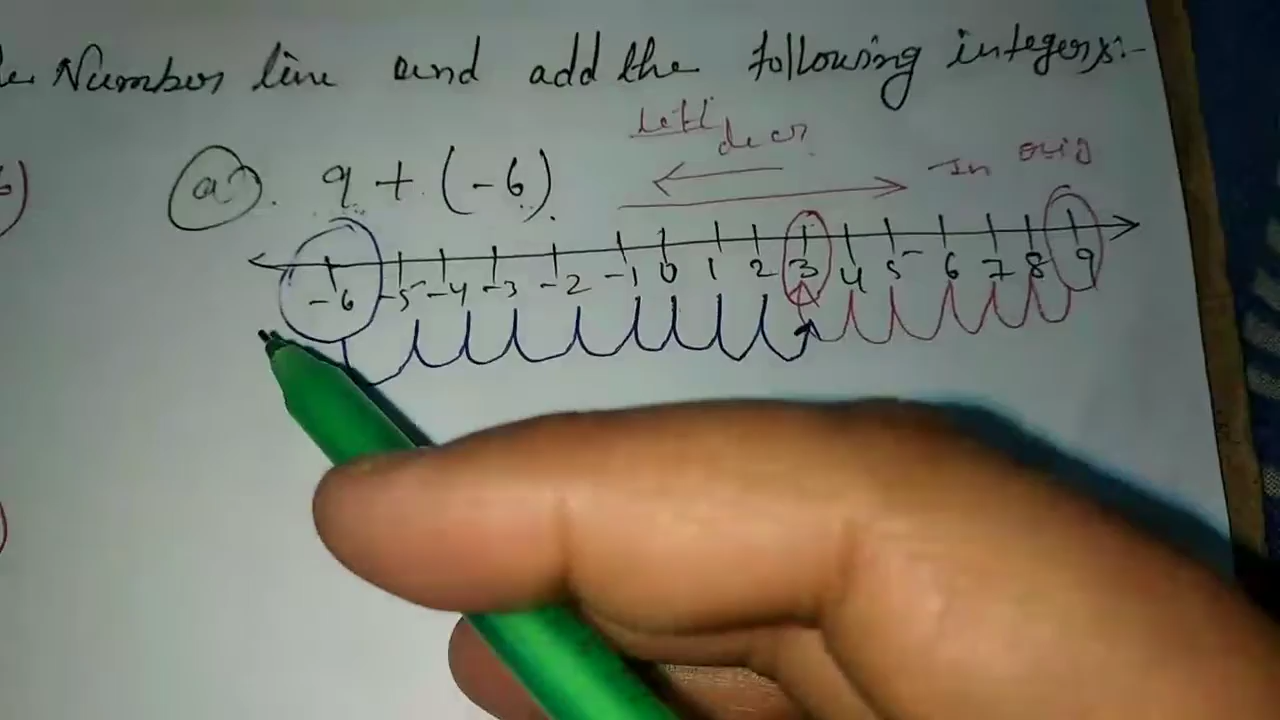 Number line and add the following integers:-
Left decr
In
a). 9 + (-6).
-6 -5 -4 -3 -2 -1 0 1 2 3 4 5 6 7 8 9